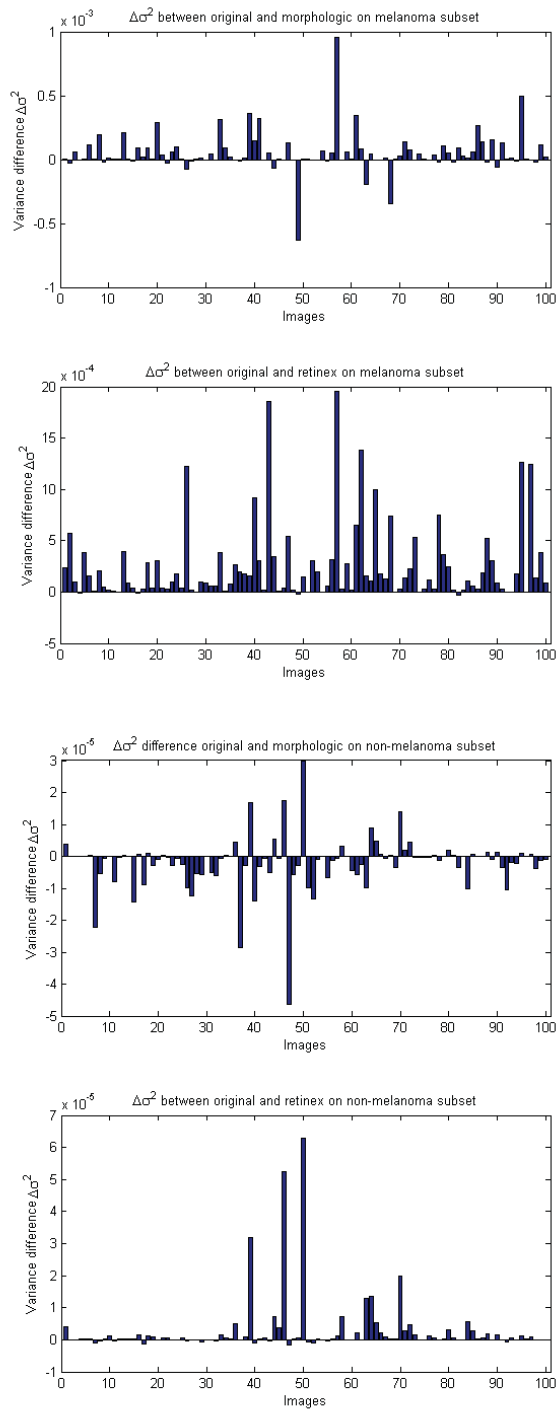 x 10⁻³
Δσ² between original and morphologic on melanoma subset
1
0.5
0
-0.5
-1
Variance difference Δσ²
0 10 20 30 40 50 60 70 80 90 100
Images
x 10⁻⁴
Δσ² between original and retinex on melanoma subset
20
15
10
5
0
-5
Variance difference Δσ²
0 10 20 30 40 50 60 70 80 90 100
Images
x 10⁻⁵
Δσ² difference original and morphologic on non-melanoma subset
3
2
1
0
-1
-2
-3
-4
-5
Variance difference Δσ²
0 10 20 30 40 50 60 70 80 90 100
Images
x 10⁻⁵
Δσ² between original and retinex on non-melanoma subset
7
6
5
4
3
2
1
0
-1
Variance difference Δσ²
0 10 20 30 40 50 60 70 80 90 100
Images